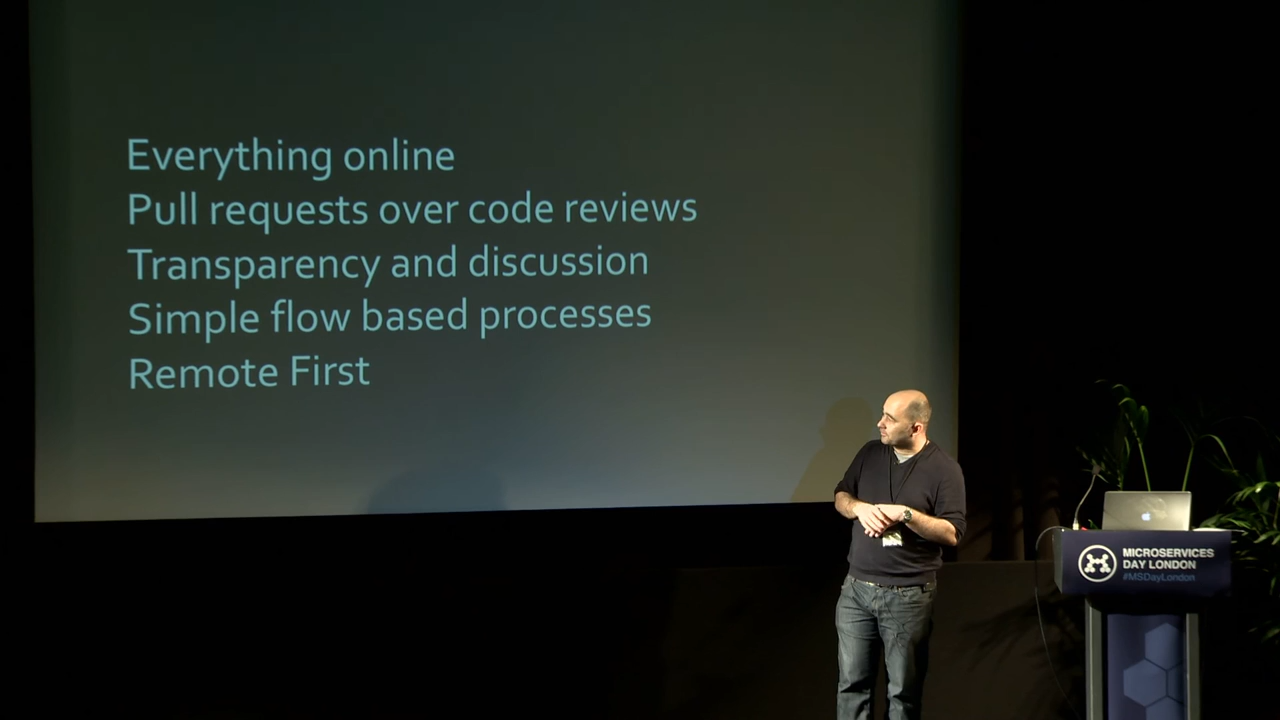 Everything online
Pull requests over code reviews
Transparency and discussion
Simple flow based processes
Remote First
MICROSERVICES
DAY LONDON
#MSDayLondon